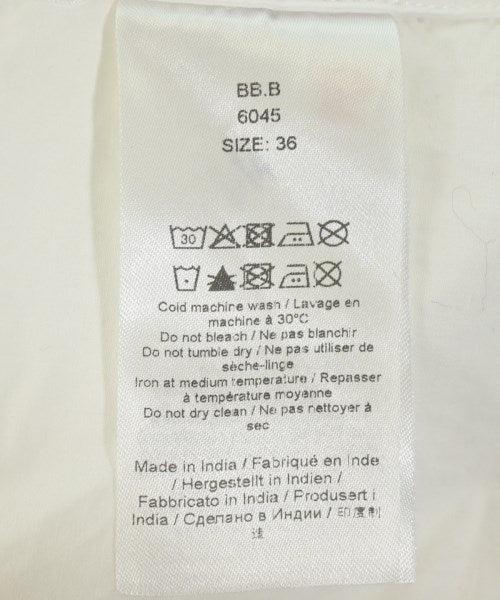 BB.B
6045
SIZE: 36
30
Cold machine wash / Lavage en
machine à 30°C
Do not bleach / Ne pas blanchir
Do not tumble dry / Ne pas utiliser de
sèche-linge
Iron at medium temperature / Repasser
à température moyenne
Do not dry clean / Ne pas nettoyer à
sec
Made in India / Fabriqué en Inde
/ Hergestellt in Indien /
Fabbricato in India / Produsert i
India / Сделано в Индии / 印度制
造